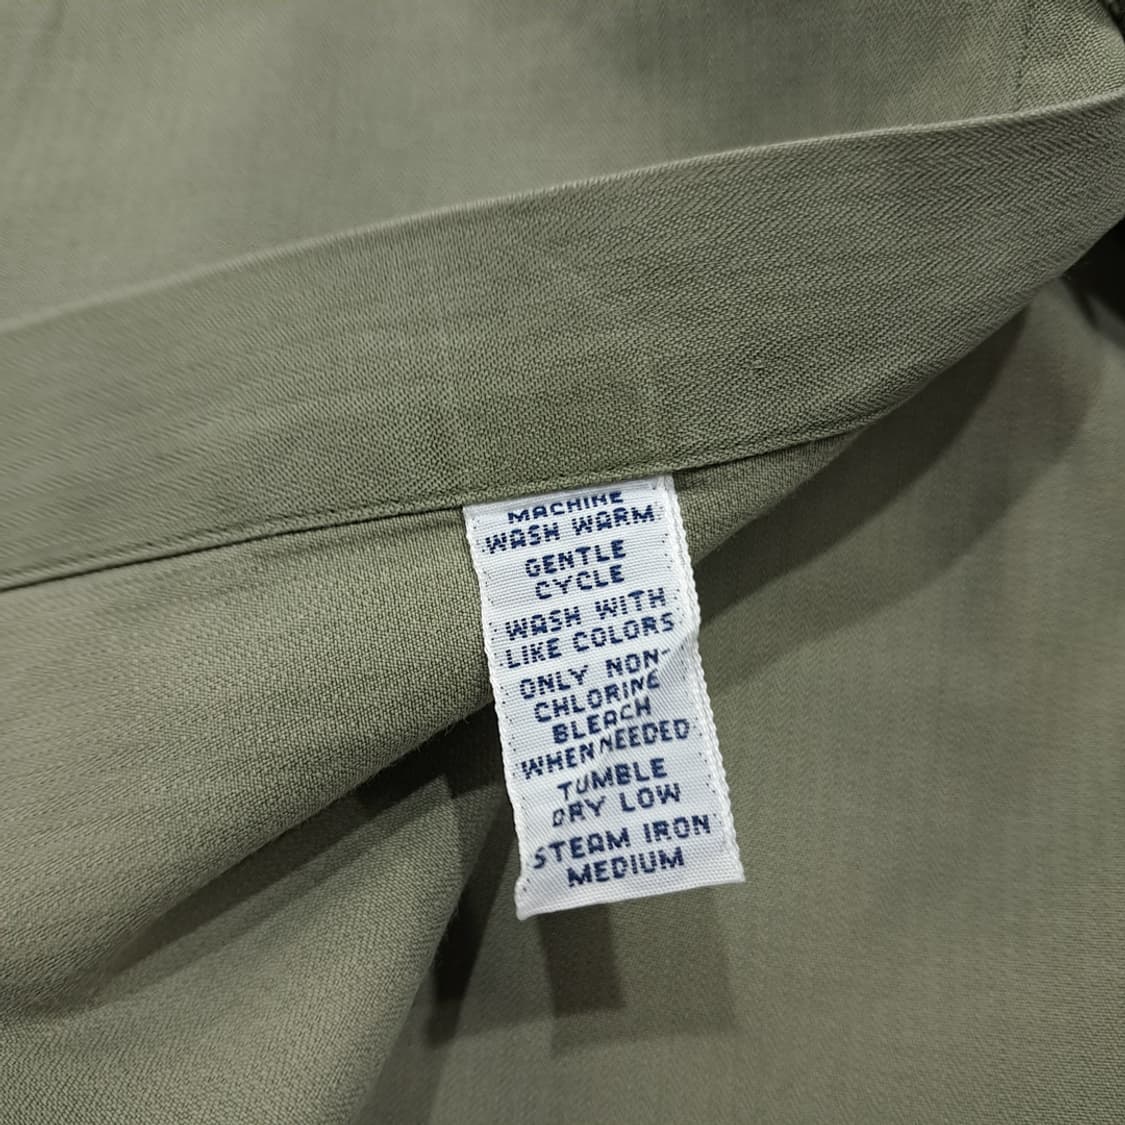 MACHINE
WASH WARM
GENTLE
CYCLE
WASH WITH
LIKE COLORS
ONLY NON-
CHLORINE
BLEACH
WHEN NEEDED
TUMBLE
DRY LOW
STEAM IRON
MEDIUM